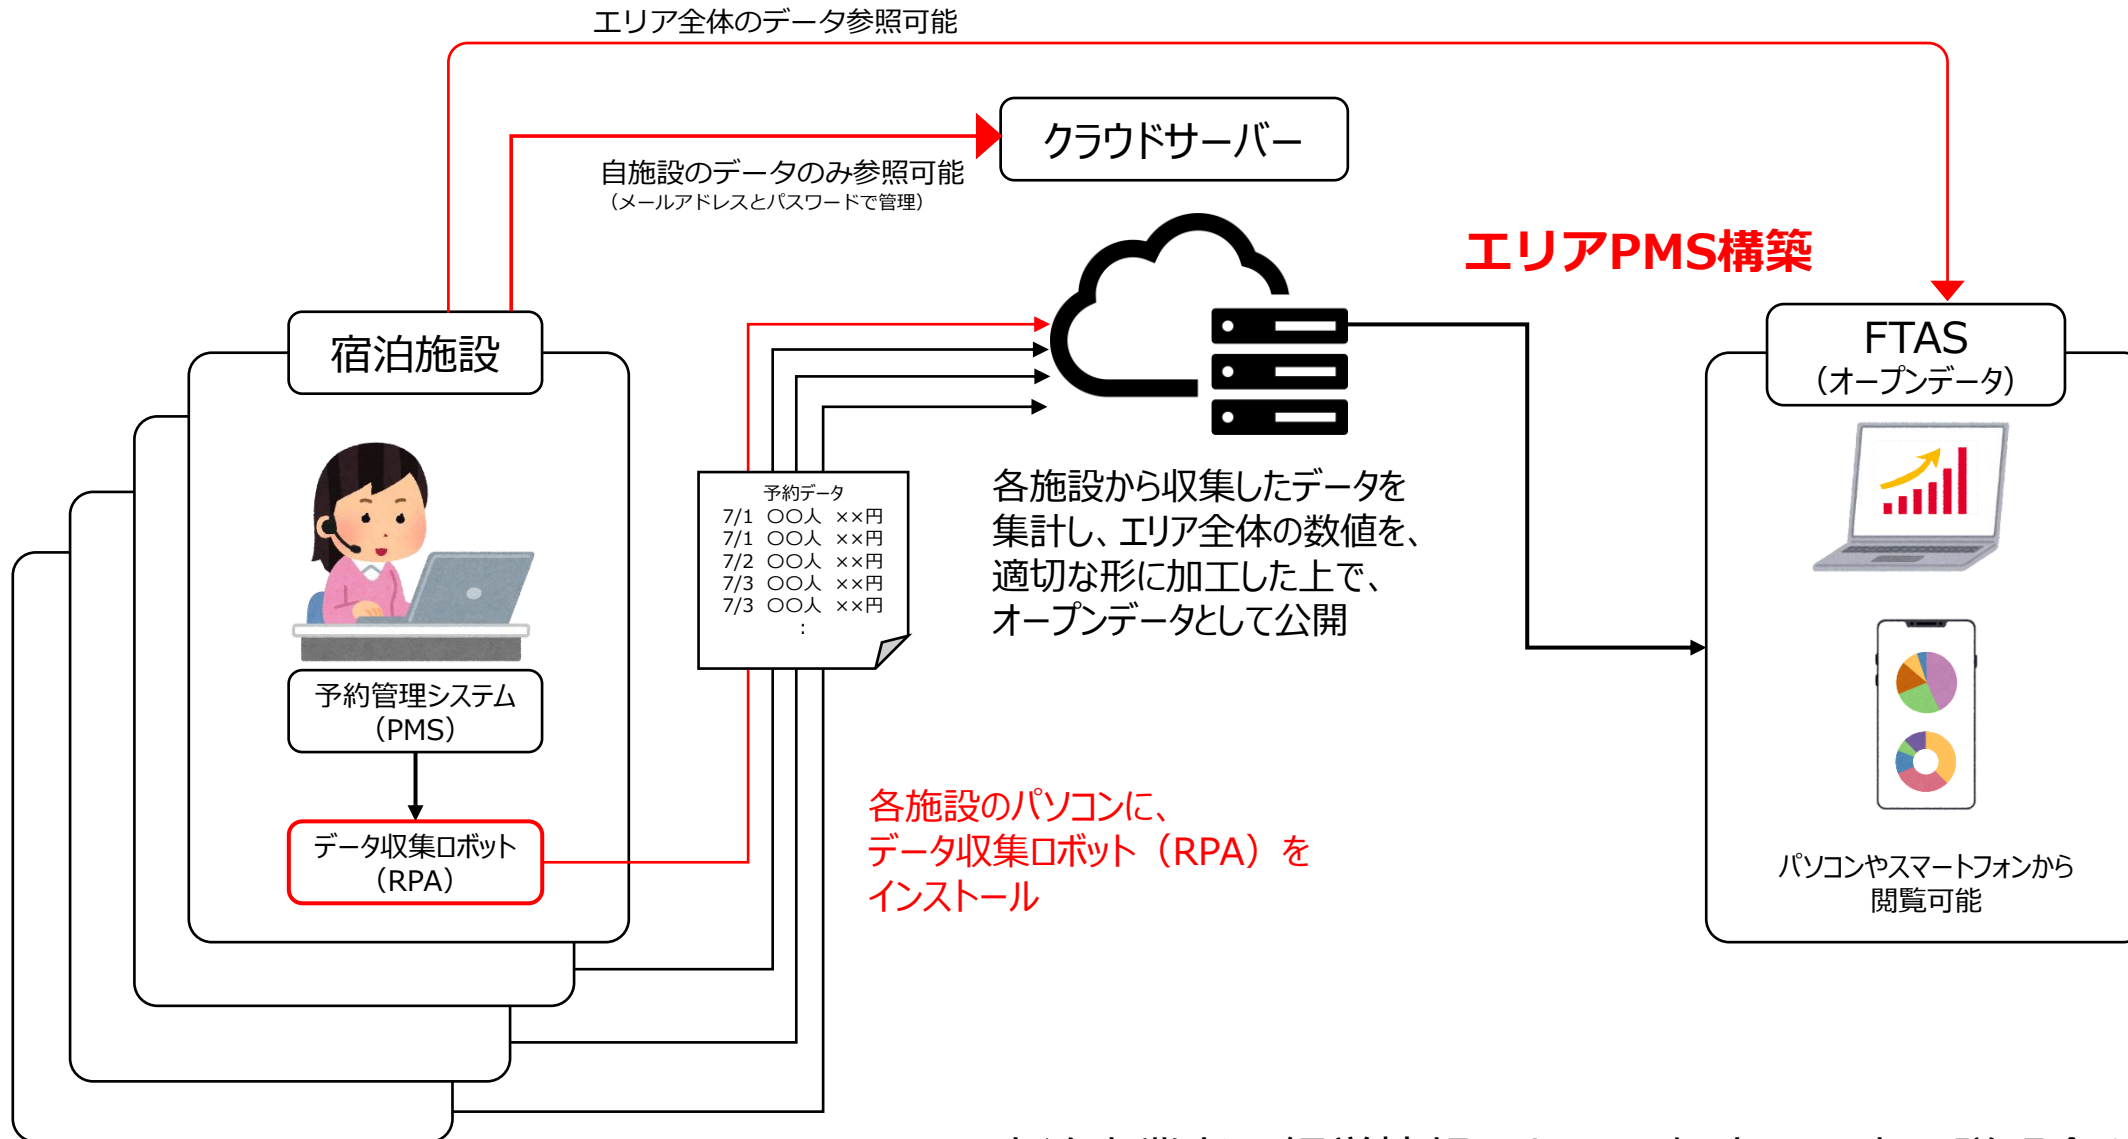 エリア全体のデータ参照可能
クラウドサーバー
自施設のデータのみ参照可能
（メールアドレスとパスワードで管理）
エリアPMS構築
宿泊施設
FTAS
（オープンデータ）
予約データ
7/1 〇〇人 ××円
7/1 〇〇人 ××円
7/2 〇〇人 ××円
7/3 〇〇人 ××円
7/3 〇〇人 ××円
:
各施設から収集したデータを
集計し、エリア全体の数値を、
適切な形に加工した上で、
オープンデータとして公開
予約管理システム
（PMS）
データ収集ロボット
（RPA）
各施設のパソコンに、
データ収集ロボット（RPA）を
インストール
パソコンやスマートフォンから
閲覧可能